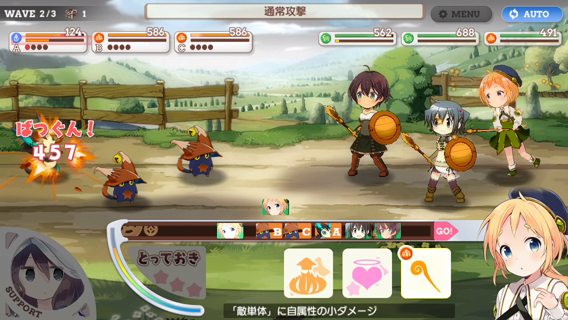 WAVE 2/3 1
通常攻撃
MENU
AUTO
124
586
586
562
688
491
A
B
C
ばつぐん!
457
B C A
GO!
とっておき
SUPPORT
「敵単体」に自属性の小ダメージ